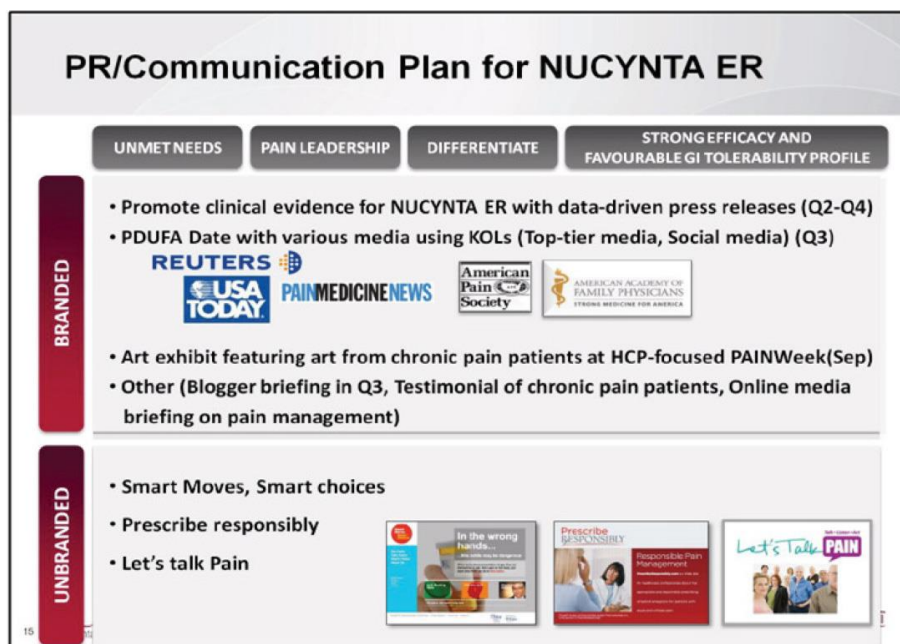 PR/Communication Plan for NUCYNTA ER
UNMET NEEDS
PAIN LEADERSHIP
DIFFERENTIATE
STRONG EFFICACY AND
FAVOURABLE GI TOLERABILITY PROFILE
BRANDED
• Promote clinical evidence for NUCYNTA ER with data-driven press releases (Q2-Q4)
• PDUFA Date with various media using KOLs (Top-tier media, Social media) (Q3)
REUTERS
USA
TODAY.
PAINMEDICINENEWS
American
Pain
Society
AMERICAN ACADEMY OF
FAMILY PHYSICIANS
STRONG MEDICINE FOR AMERICA
• Art exhibit featuring art from chronic pain patients at HCP-focused PAINWeek(Sep)
• Other (Blogger briefing in Q3, Testimonial of chronic pain patients, Online media
briefing on pain management)
UNBRANDED
• Smart Moves, Smart choices
• Prescribe responsibly
• Let's talk Pain
In the wrong
hands...
Prescribe
RESPONSIBLY
Responsible Pain
Management
Let's Talk
PAIN
15